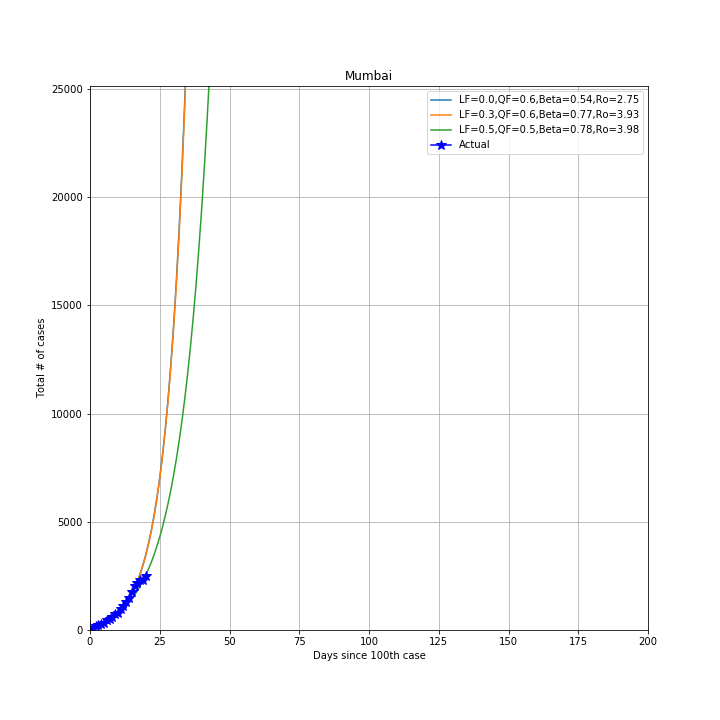 Mumbai
LF=0.0,QF=0.6,Beta=0.54,Ro=2.75
LF=0.3,QF=0.6,Beta=0.77,Ro=3.93
LF=0.5,QF=0.5,Beta=0.78,Ro=3.98
Actual
25000
20000
15000
10000
5000
0
Total # of cases
0 25 50 75 100 125 150 175 200
Days since 100th case